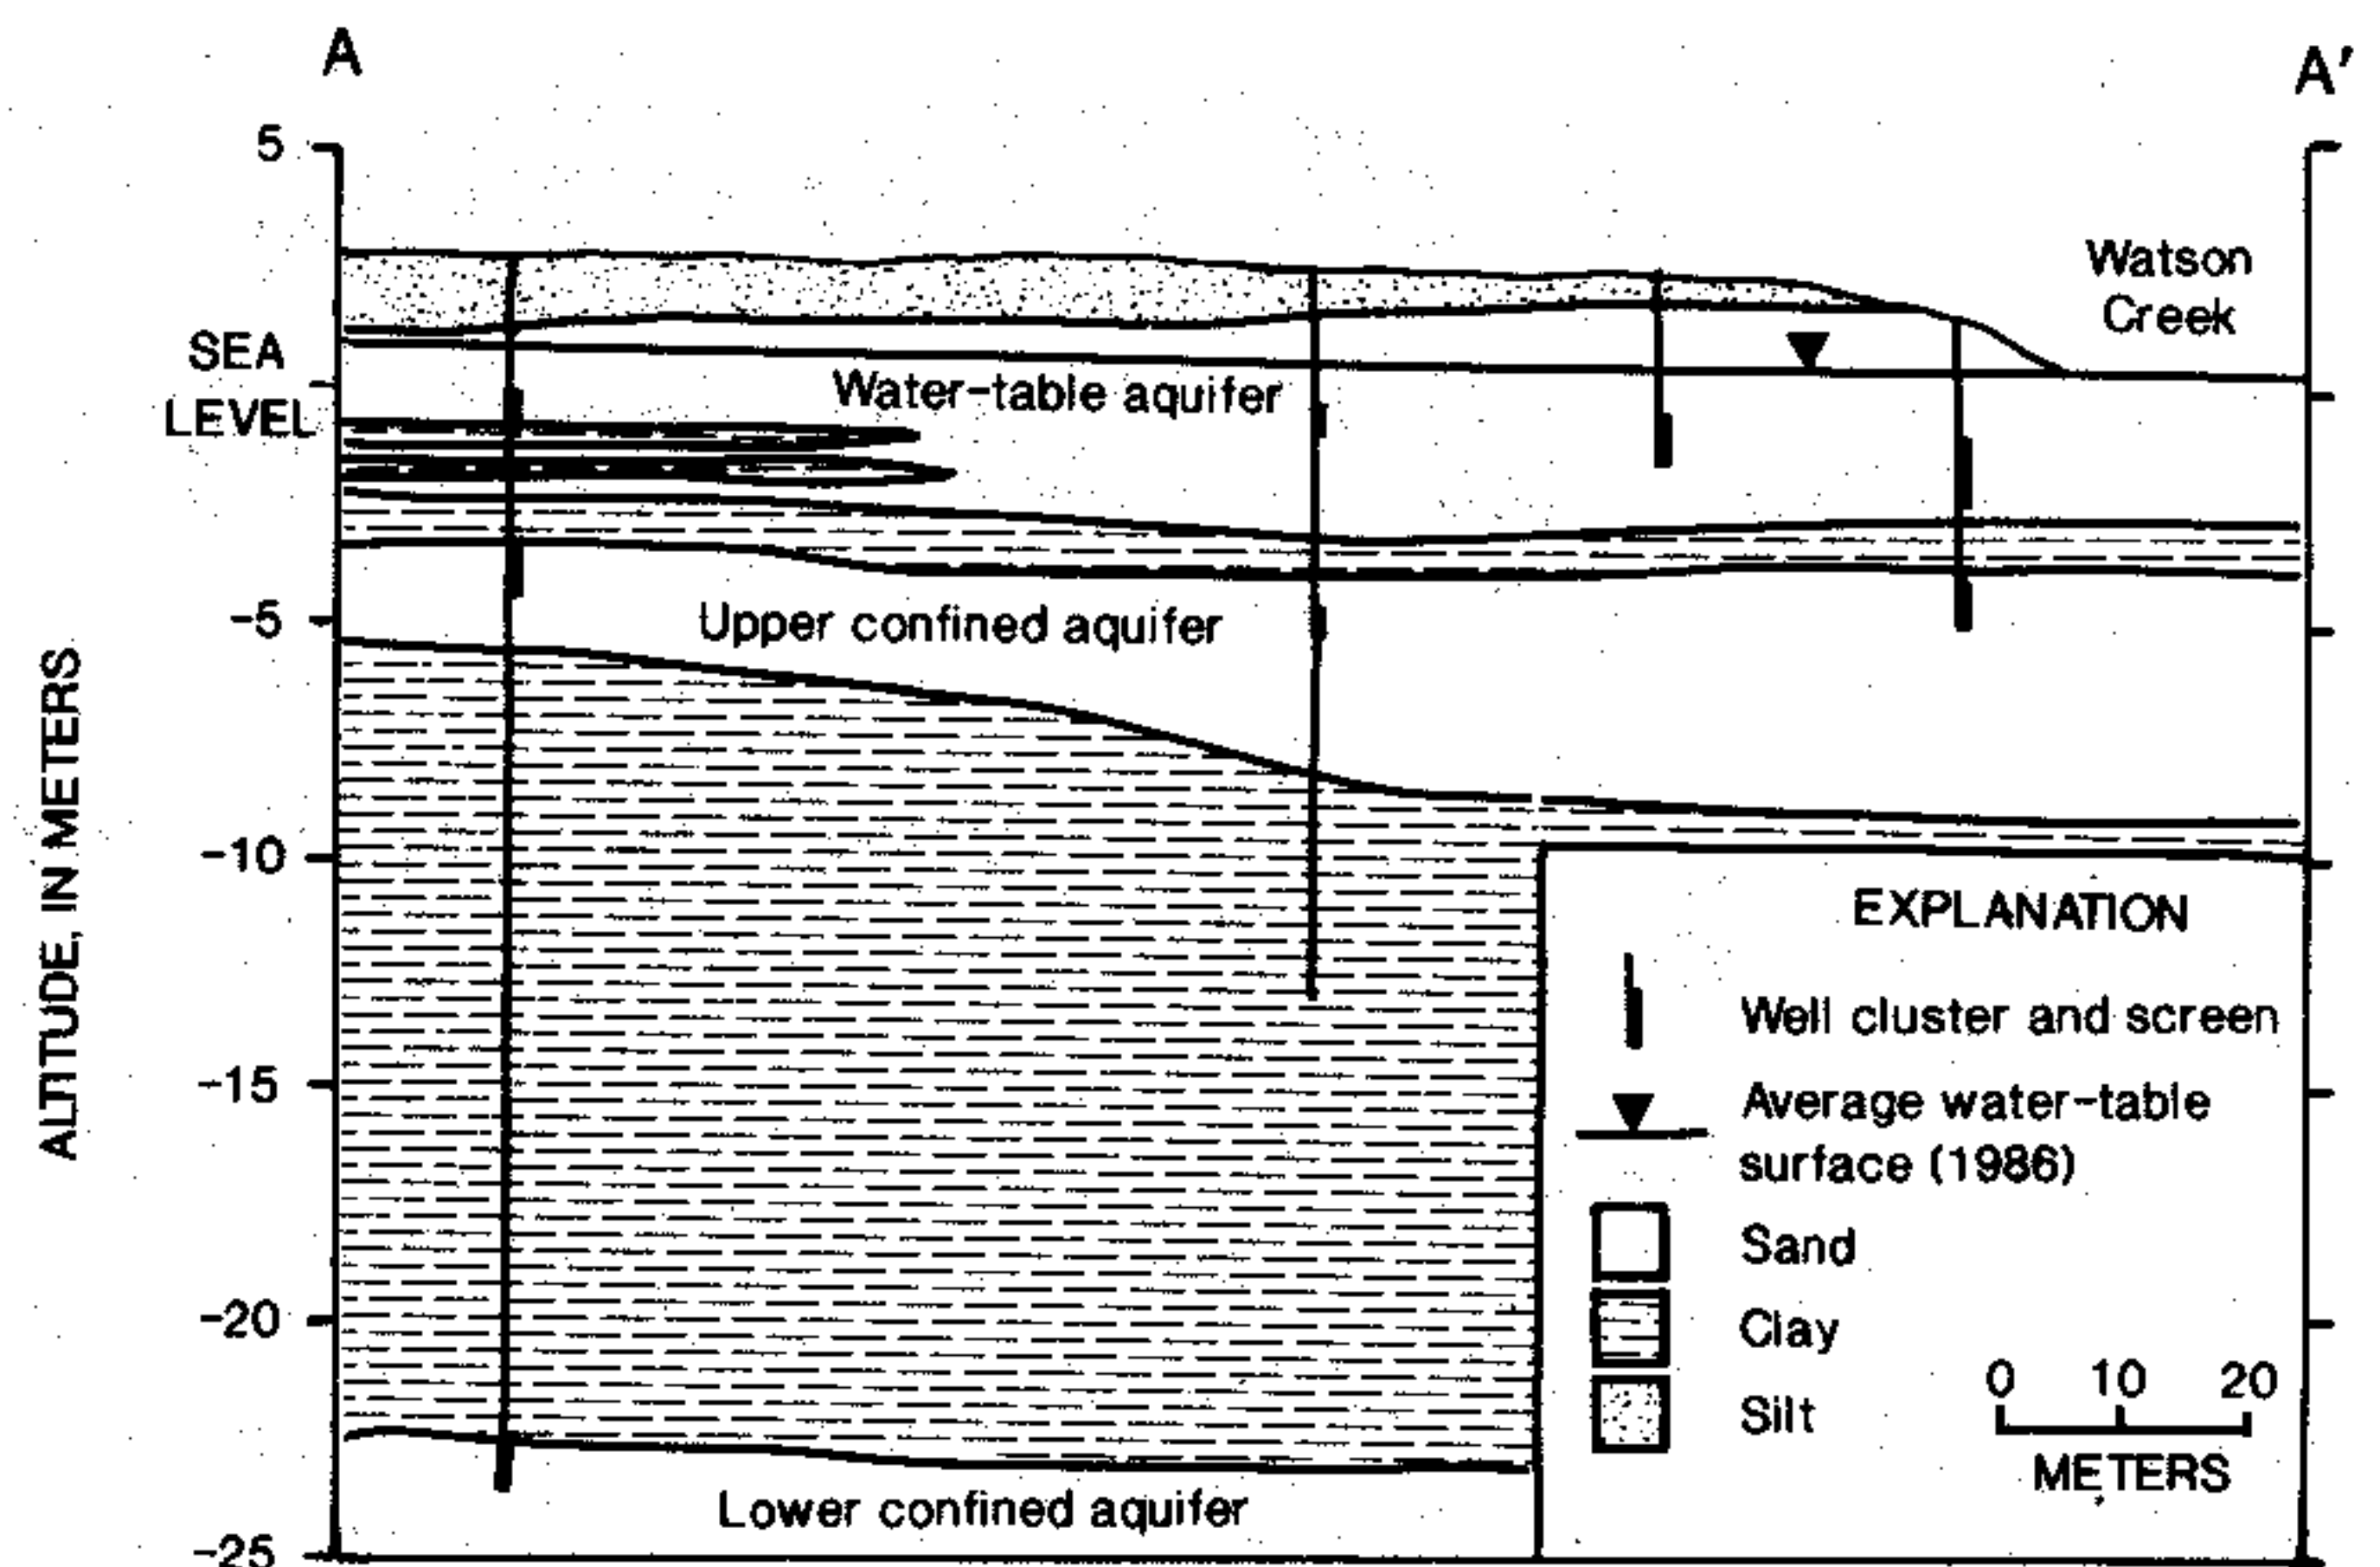 A
A'
5
SEA
LEVEL
-5
-10
-15
-20
-25
ALTITUDE, IN METERS
Watson
Creek
Water-table aquifer
Upper confined aquifer
Lower confined aquifer
EXPLANATION
Well cluster and screen
Average water-table
surface (1986)
Sand
Clay
Silt
0 10 20
METERS